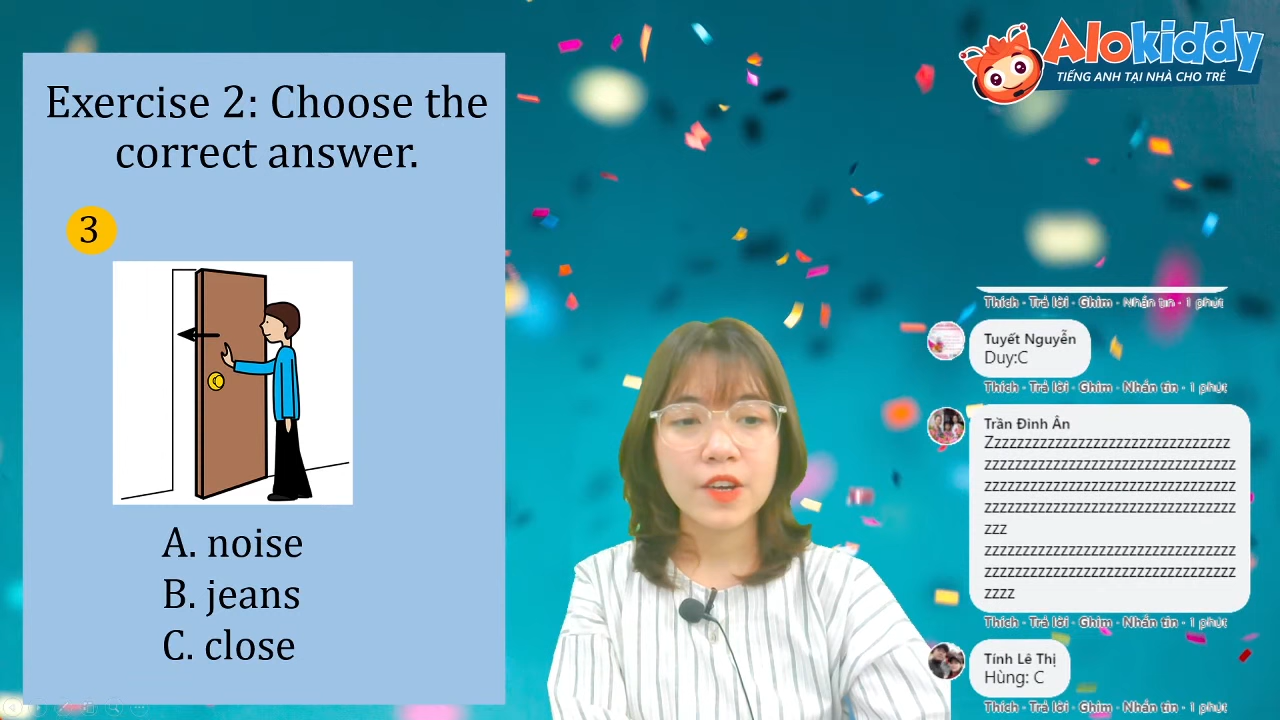 Exercise 2: Choose the
correct answer.
3
A. noise
B. jeans
C. close
Alokiddy
TIẾNG ANH TẠI NHÀ CHO TRẺ
Thích · Trả lời · Ghim · Nhắn tin · 1 phút
Tuyết Nguyễn
Duy:C
Thích · Trả lời · Ghim · Nhắn tin · 1 phút
Trần Đình Ân
Zzzzzzzzzzzzzzzzzzzzzzzzzzzzzzzz
zzzzzzzzzzzzzzzzzzzzzzzzzzzzzzzzz
zzzzzzzzzzzzzzzzzzzzzzzzzzzzzzzzz
zzzzzzzzzzzzzzzzzzzzzzzzzzzzzzzzz
zzz
zzzzzzzzzzzzzzzzzzzzzzzzzzzzzzzzz
zzzzzzzzzzzzzzzzzzzzzzzzzzzzzzzzz
zzzz
Thích · Trả lời · Ghim · Nhắn tin · 1 phút
Tính Lê Thị
Hùng: C
Thích · Trả lời · Ghim · Nhắn tin · 1 phút